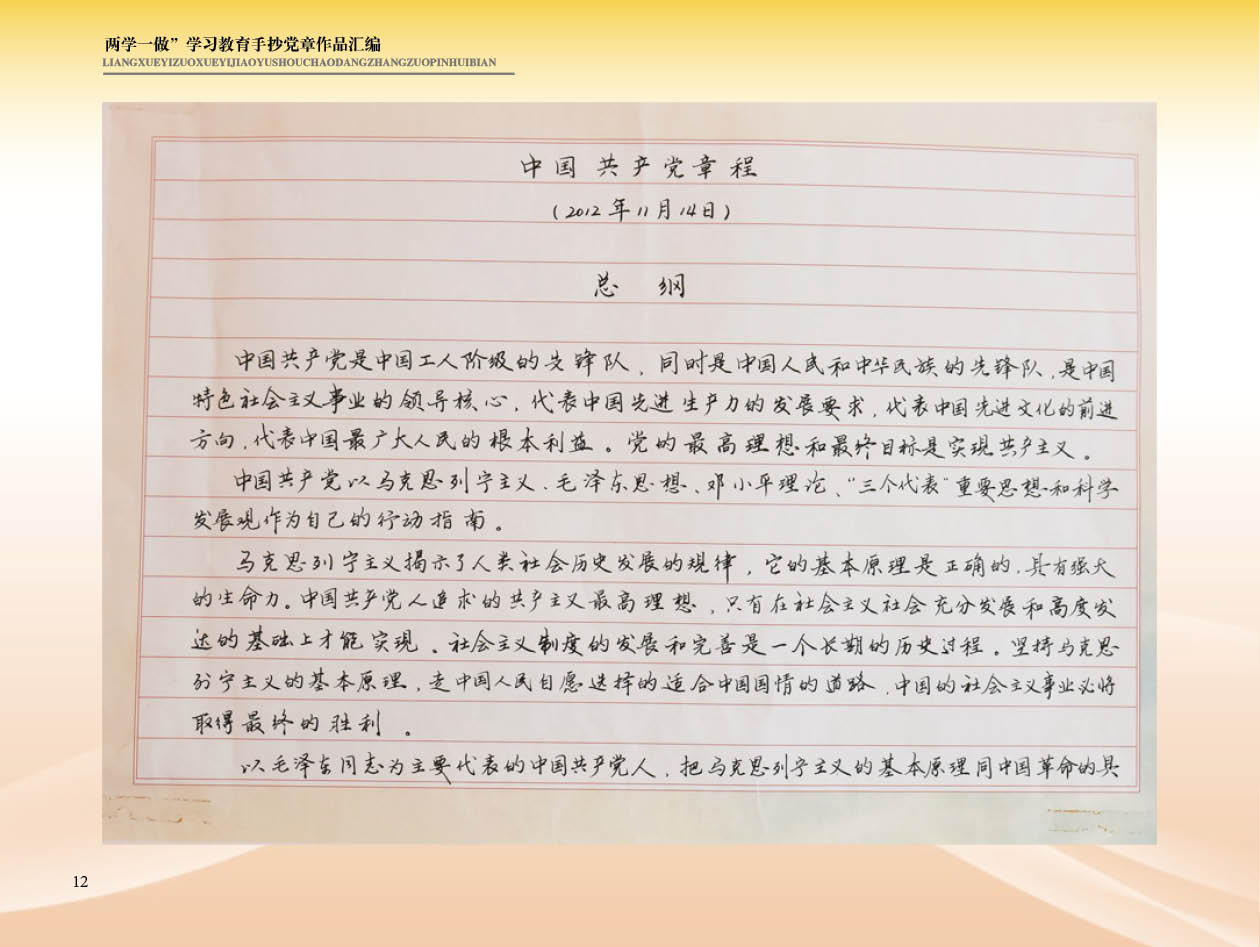 两学一做”学习教育手抄党章作品汇编
LIANGXUEYIZUOXUEYIJIAOYUSHOUCHAODANGZHANGZUOPINHUIBIAN
中国共产党章程
(2012年11月14日)
总 纲
中国共产党是中国工人阶级的先锋队，同时是中国人民和中华民族的先锋队，是中国
特色社会主义事业的领导核心，代表中国先进生产力的发展要求，代表中国先进文化的前进
方向，代表中国最广大人民的根本利益。党的最高理想和最终目标是实现共产主义。
中国共产党以马克思列宁主义、毛泽东思想、邓小平理论、“三个代表”重要思想和科学
发展观作为自己的行动指南。
马克思列宁主义揭示了人类社会历史发展的规律，它的基本原理是正确的，具有强大
的生命力。中国共产党人追求的共产主义最高理想，只有在社会主义社会充分发展和高度发
达的基础上才能实现。社会主义制度的发展和完善是一个长期的历史过程。坚持马克思
列宁主义的基本原理，走中国人民自愿选择的适合中国国情的道路，中国的社会主义事业必将
取得最终的胜利。
以毛泽东同志为主要代表的中国共产党人，把马克思列宁主义的基本原理同中国革命的具
12